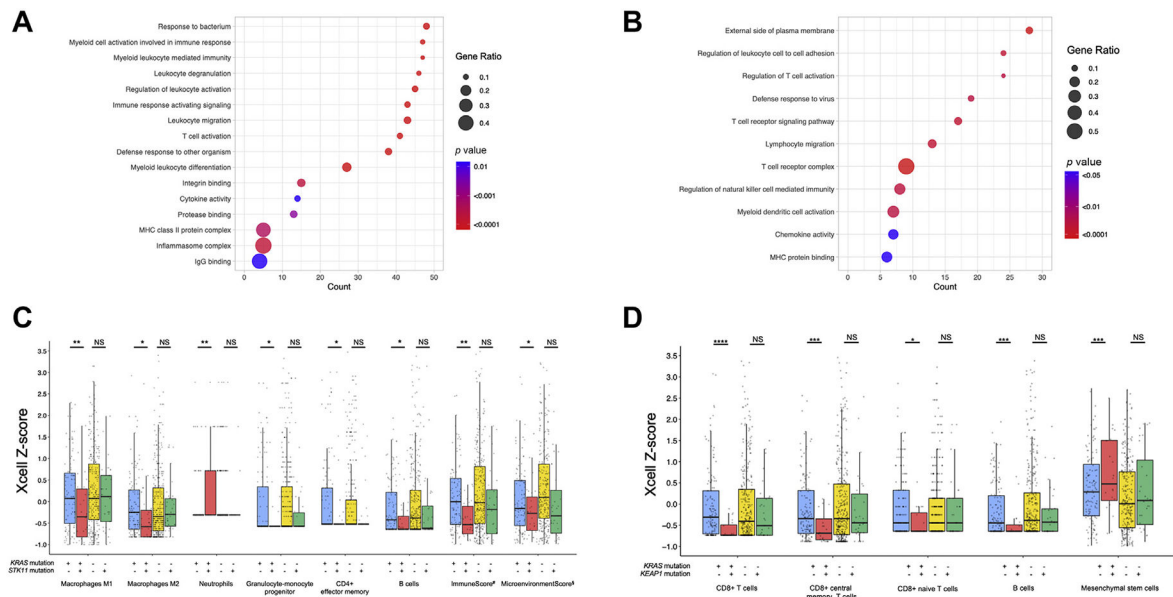 A
Response to bacterium
Myeloid cell activation involved in immune response
Myeloid leukocyte mediated immunity
Leukocyte degranulation
Regulation of leukocyte activation
Immune response activating signaling
Leukocyte migration
T cell activation
Defense response to other organism
Myeloid leukocyte differentiation
Integrin binding
Cytokine activity
Protease binding
MHC class II protein complex
Inflammasome complex
IgG binding
0 10 20 30 40 50
Count
Gene Ratio
0.1
0.2
0.3
0.4
p value
0.01
<0.001
<0.0001
B
External side of plasma membrane
Regulation of leukocyte cell to cell adhesion
Regulation of T cell activation
Defense response to virus
T cell receptor signaling pathway
Lymphocyte migration
T cell receptor complex
Regulation of natural killer cell mediated immunity
Myeloid dendritic cell activation
Chemokine activity
MHC protein binding
0 5 10 15 20 25 30
Count
Gene Ratio
0.1
0.2
0.3
0.4
0.5
p value
<0.05
<0.01
<0.0001
C
** NS * NS ** NS * NS * NS * NS ** NS * NS
Xcell Z-score
3.5
3.0
2.5
2.0
1.5
1.0
0.5
0.0
-0.5
-1.0
KRAS mutation + + - - + + - - + + - - + + - - + + - - + + - - + + - - + + - -
STK11 mutation - + - + - + - + - + - + - + - + - + - + - + - + - + - + - + - +
Macrophages M1
Macrophages M2
Neutrophils
Granulocyte-monocyte
progenitor
CD4+
effector memory
B cells
ImmuneScore#
MicroenvironmentScore§
D
**** NS *** NS * NS *** NS *** NS
Xcell Z-score
3.5
3.0
2.5
2.0
1.5
1.0
0.5
0.0
-0.5
-1.0
KRAS mutation + + - - + + - - + + - - + + - - + + - -
KEAP1 mutation - + - + - + - + - + - + - + - + - + - +
CD8+ T cells
CD8+ central
memory T cells
CD8+ naive T cells
B cells
Mesenchymal stem cells